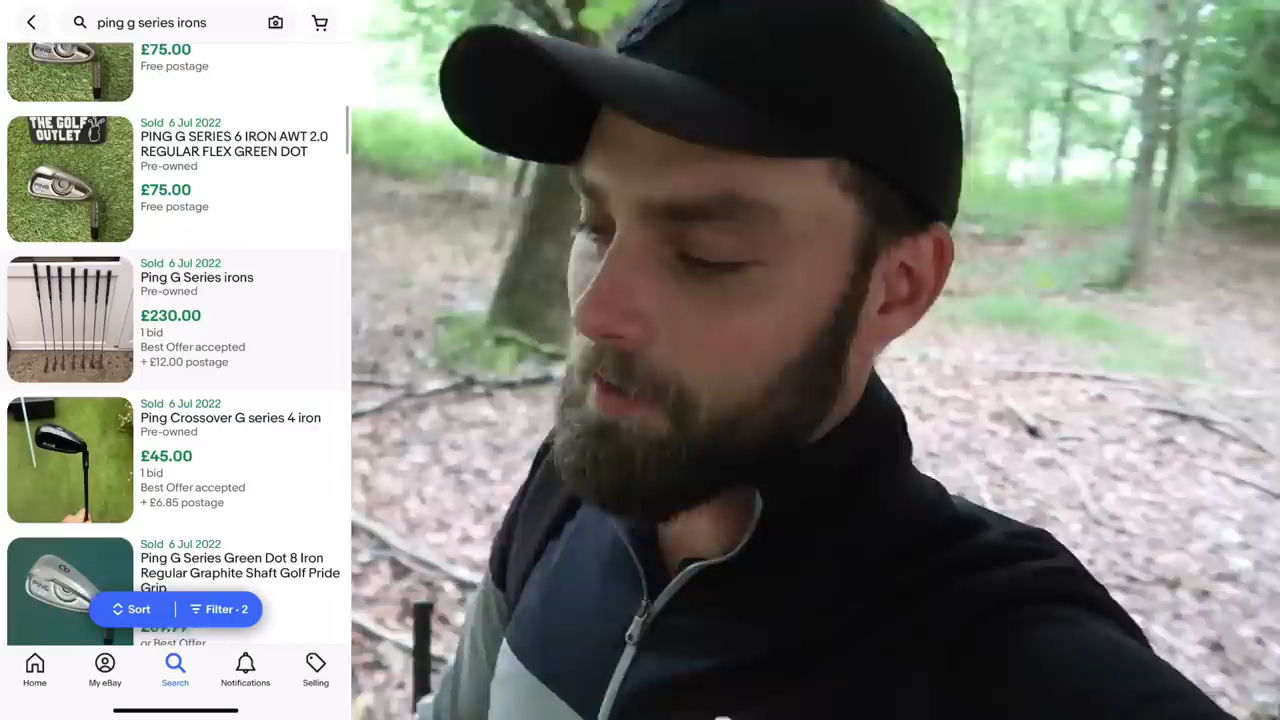 ping g series irons
£75.00
Free postage
THE GOLF
OUTLET
Sold 6 Jul 2022
PING G SERIES 6 IRON AWT 2.0
REGULAR FLEX GREEN DOT
Pre-owned
£75.00
Free postage
Sold 6 Jul 2022
Ping G Series irons
Pre-owned
£230.00
1 bid
Best Offer accepted
+ £12.00 postage
Sold 6 Jul 2022
Ping Crossover G series 4 iron
Pre-owned
£45.00
1 bid
Best Offer accepted
+ £6.85 postage
Sold 6 Jul 2022
Ping G Series Green Dot 8 Iron
Regular Graphite Shaft Golf Pride
Grip
or Best Offer
Sort
Filter · 2
Home
My eBay
Search
Notifications
Selling